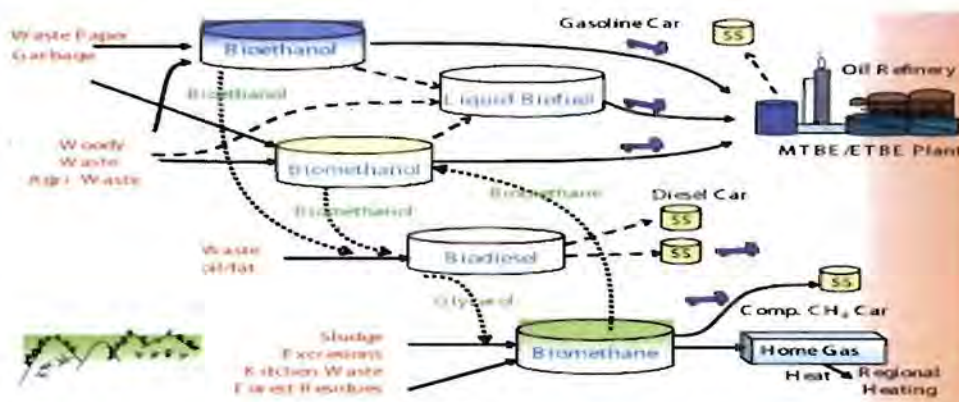 Waste Paper
Garbage
Bioethanol
Gasoline Car
SS
Oil Refinery
Bioethanol
Liquid Biofuel
MTBE/ETBE Plant
Woody
Waste
Agri. Waste
Biomethanol
Biomethane
Biomethanol
Diesel Car
SS
SS
Waste
oil/fat
Biodiesel
Glycerol
SS
Comp. CH₄ Car
Sludge
Excresions
Kitchen Waste
Forest Residues
Biomethane
Home Gas
Heat
Regional
Heating